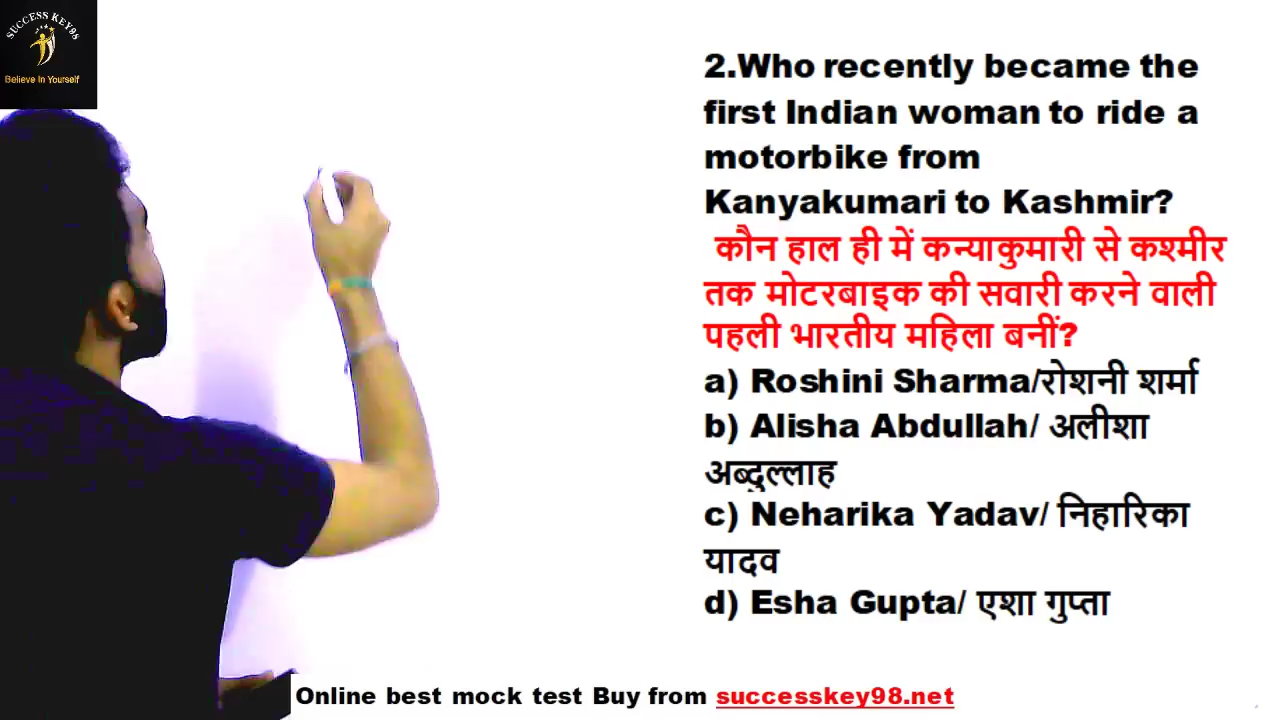 SUCCESS KEY98
Believe In Yourself
2.Who recently became the
first Indian woman to ride a
motorbike from
Kanyakumari to Kashmir?
कौन हाल ही में कन्याकुमारी से कश्मीर
तक मोटरबाइक की सवारी करने वाली
पहली भारतीय महिला बनीं?
a) Roshini Sharma/रोशनी शर्मा
b) Alisha Abdullah/ अलीशा
अब्दुल्लाह
c) Neharika Yadav/ निहारिका
यादव
d) Esha Gupta/ एशा गुप्ता
Online best mock test Buy from successkey98.net